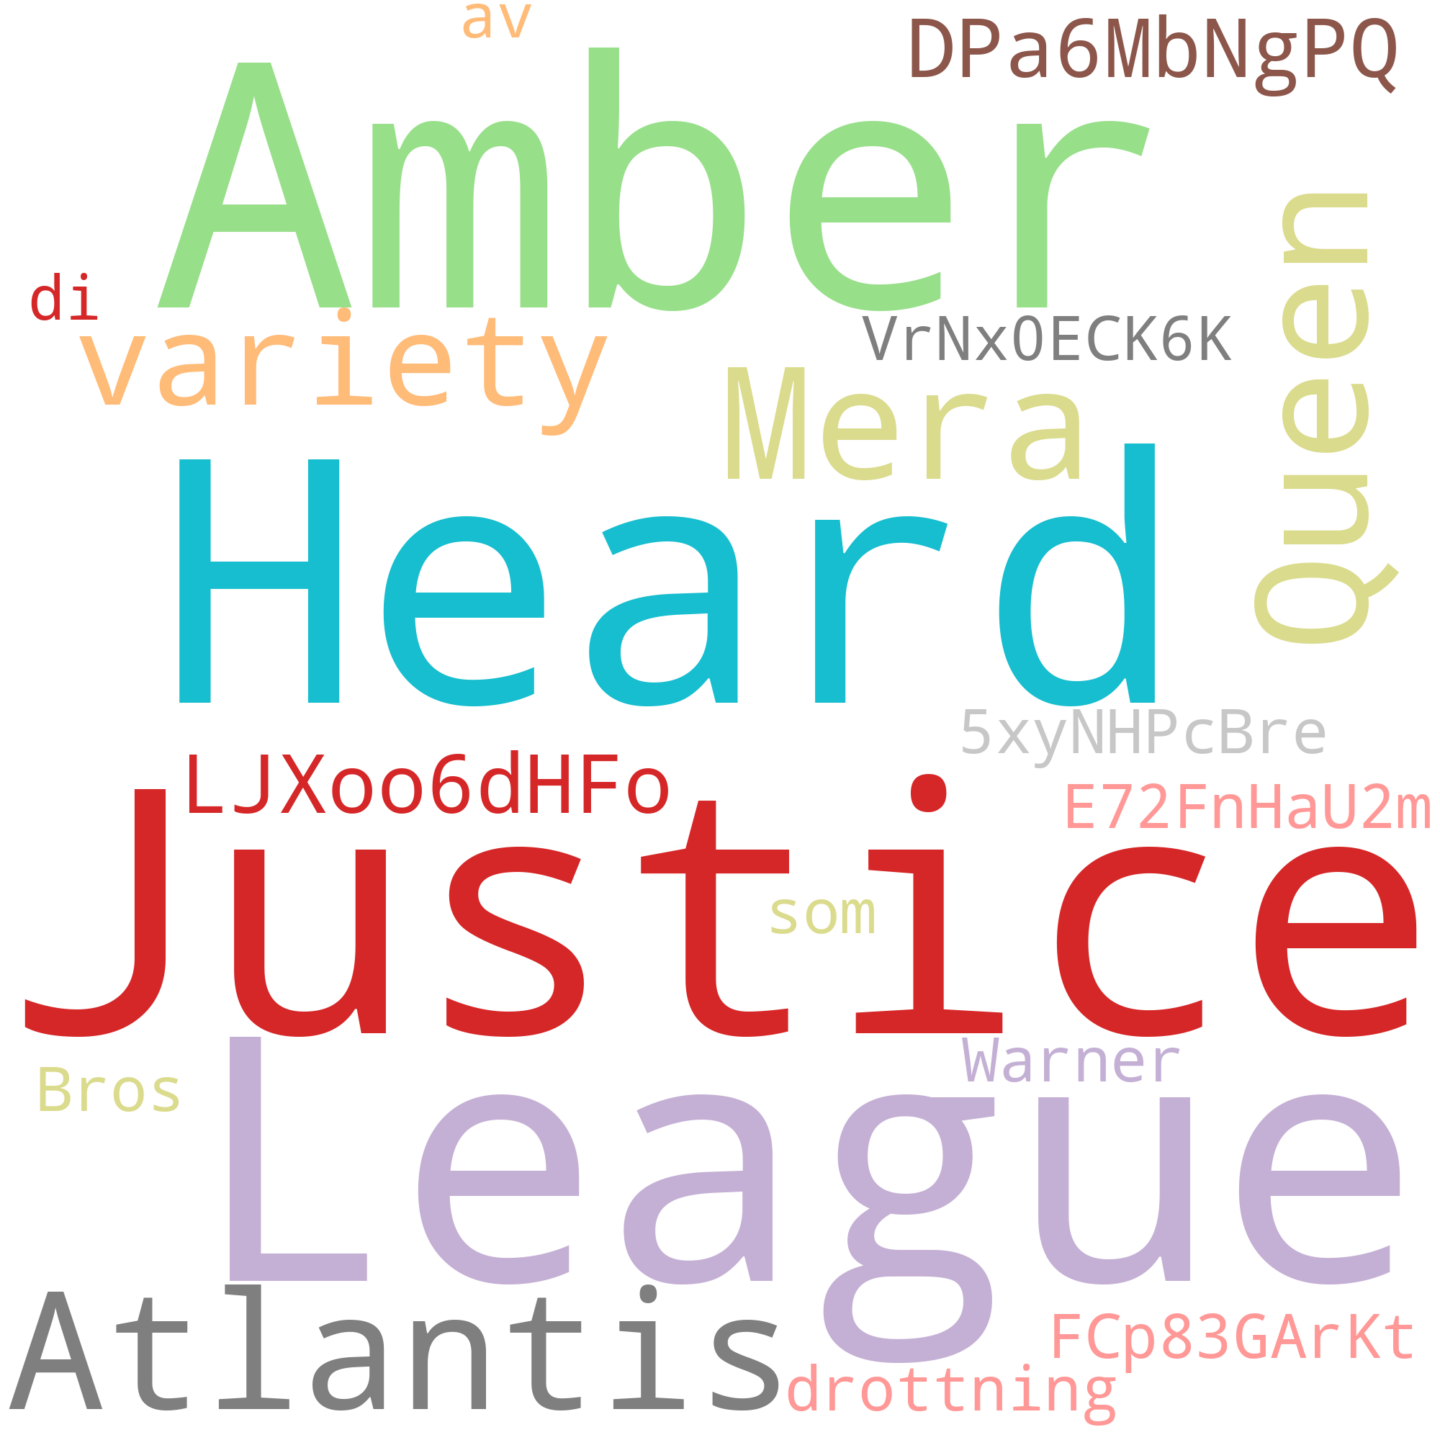 av
DPa6MbNgPQ
Amber
Queen
di
variety
VrNx0ECK6K
Mera
Heard
5xyNHPcBre
LJXoo6dHFo
E72FnHaU2m
Justice
som
Bros
Warner
League
Atlantis
FCp83GArKt
drottning